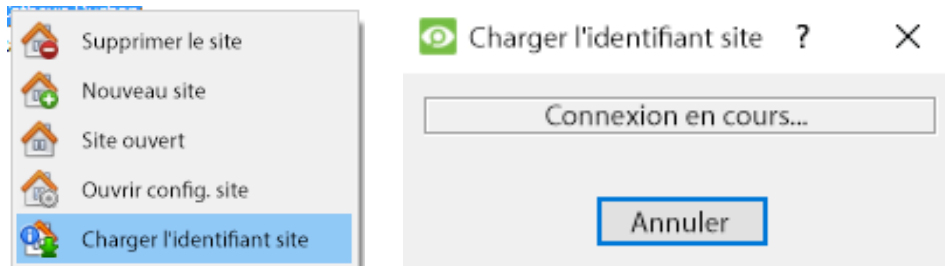 Supprimer le site
Nouveau site
Site ouvert
Ouvrir config. site
Charger l'identifiant site
Charger l'identifiant site ?
Connexion en cours...
Annuler